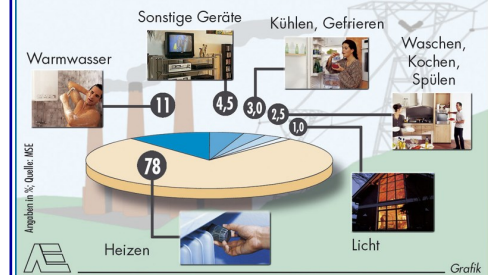 Sonstige Geräte
Kühlen, Gefrieren
Warmwasser
Waschen,
Kochen,
Spülen
11
4,5
3,0
2,5
1,0
78
Heizen
Licht
Angaben in %; Quelle: MSE
Grafik